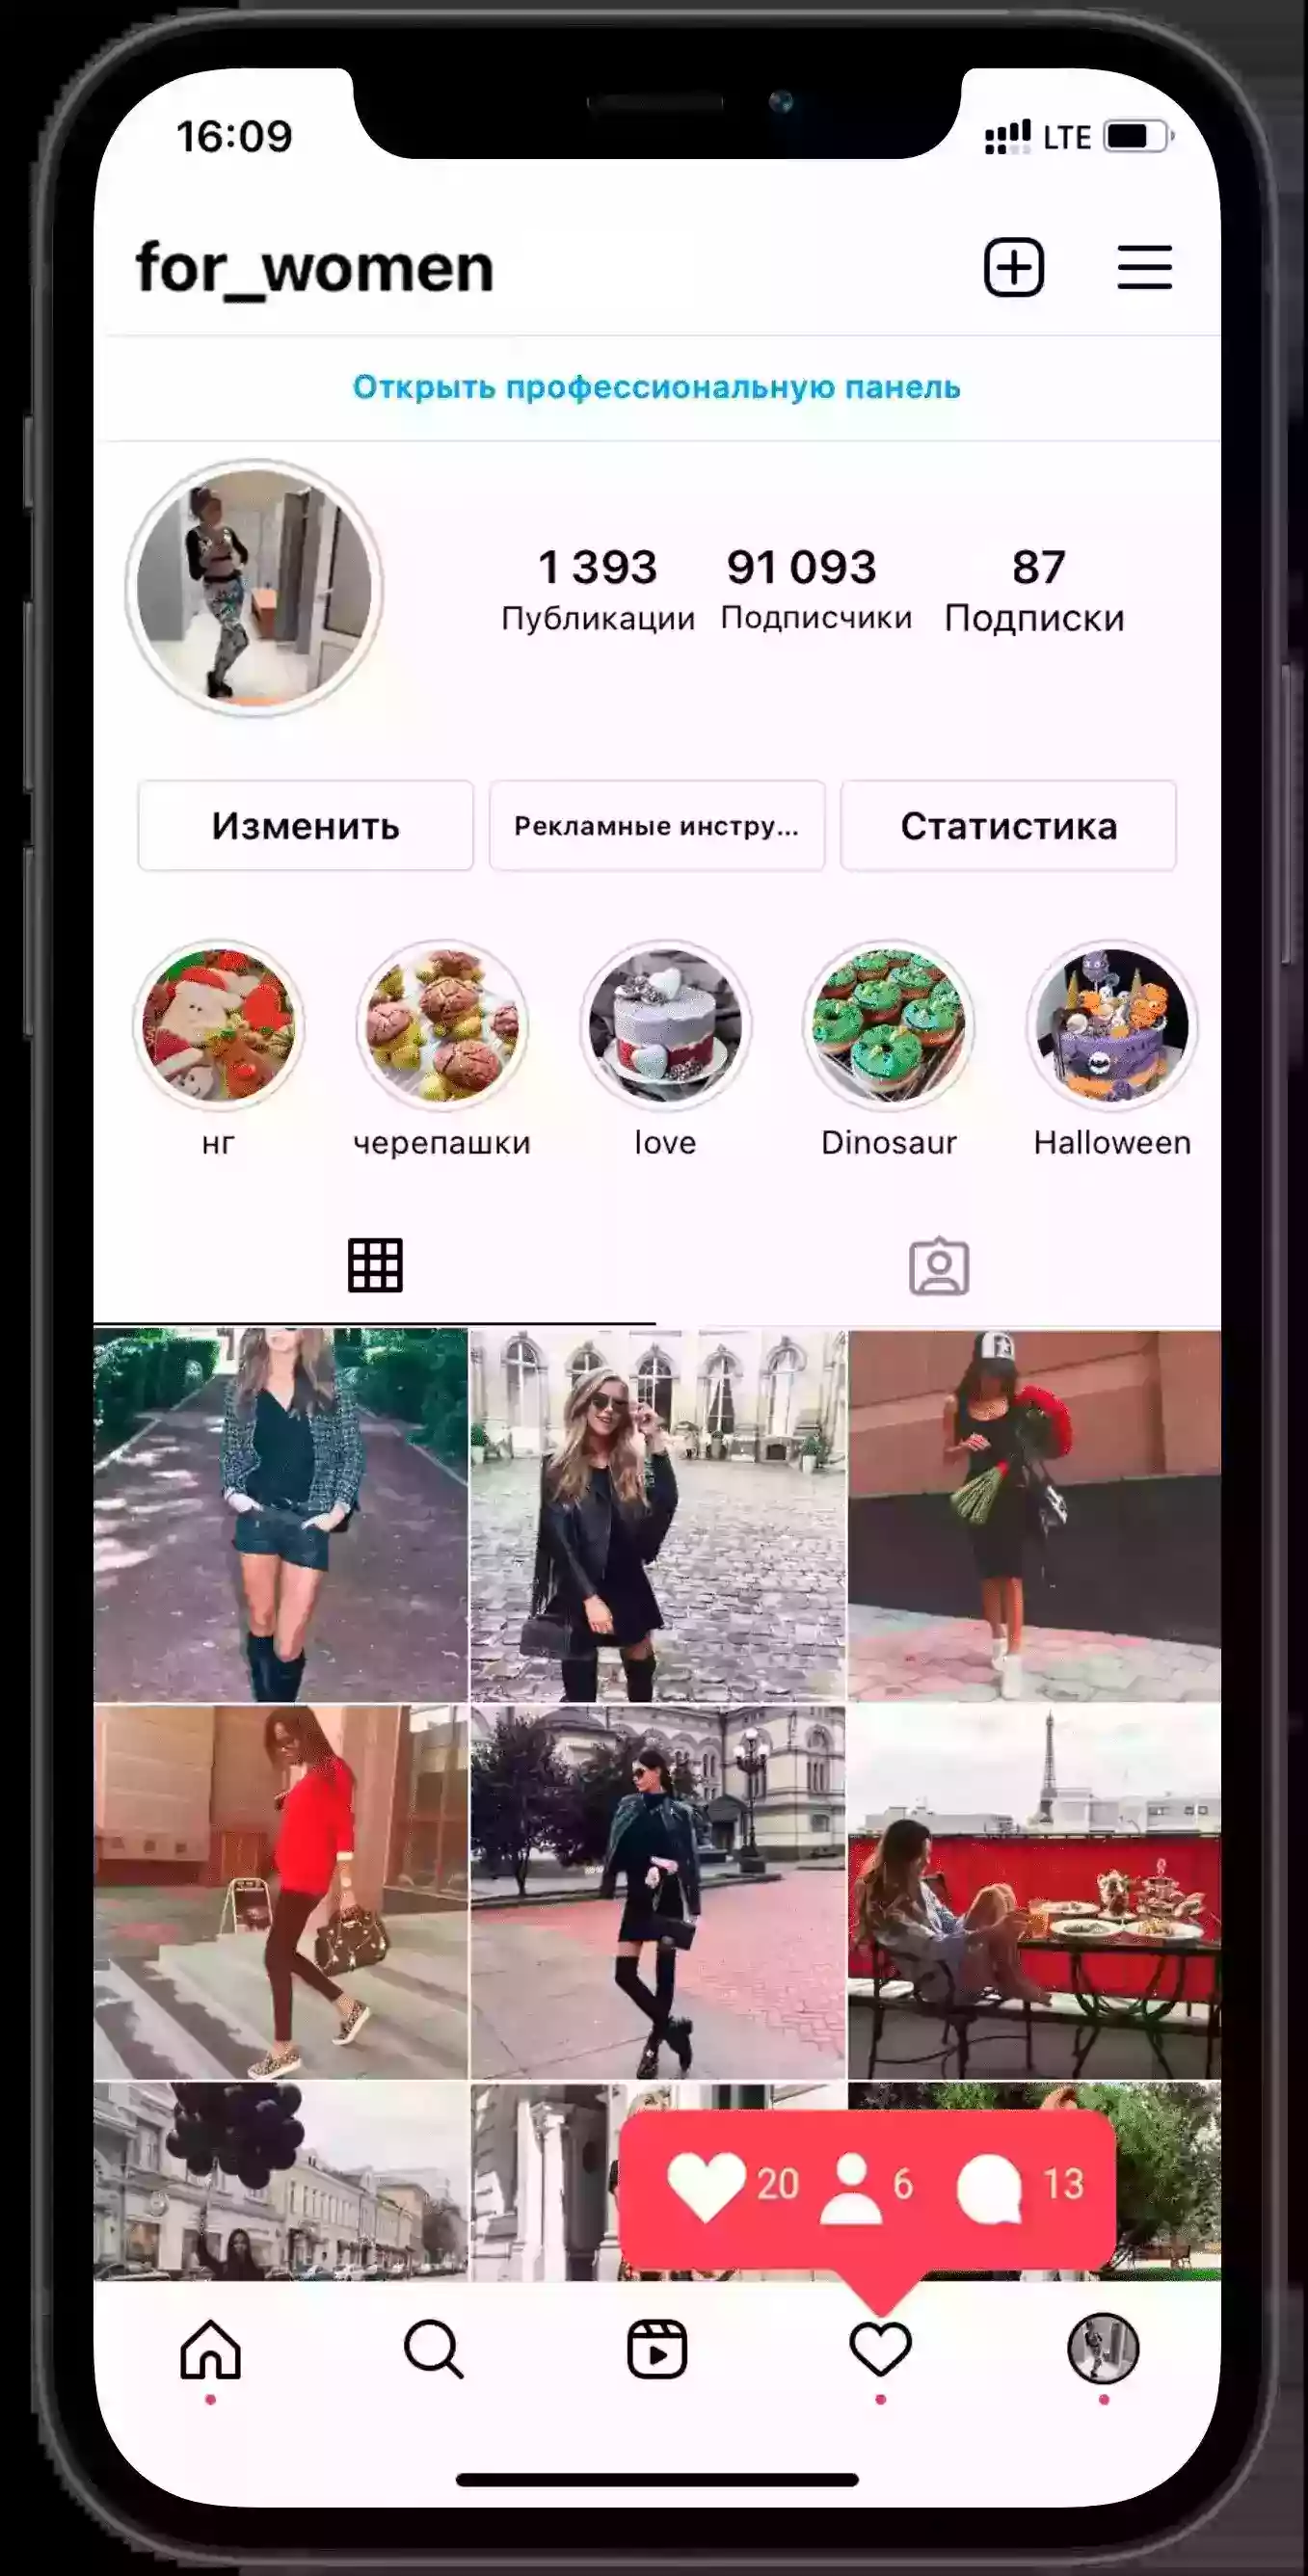 16:09 LTE
for_women
Открыть профессиональную панель
1 393 91 093 87
Публикации Подписчики Подписки
Изменить Рекламные инстру... Статистика
нг черепашки love Dinosaur Halloween
20 6 13